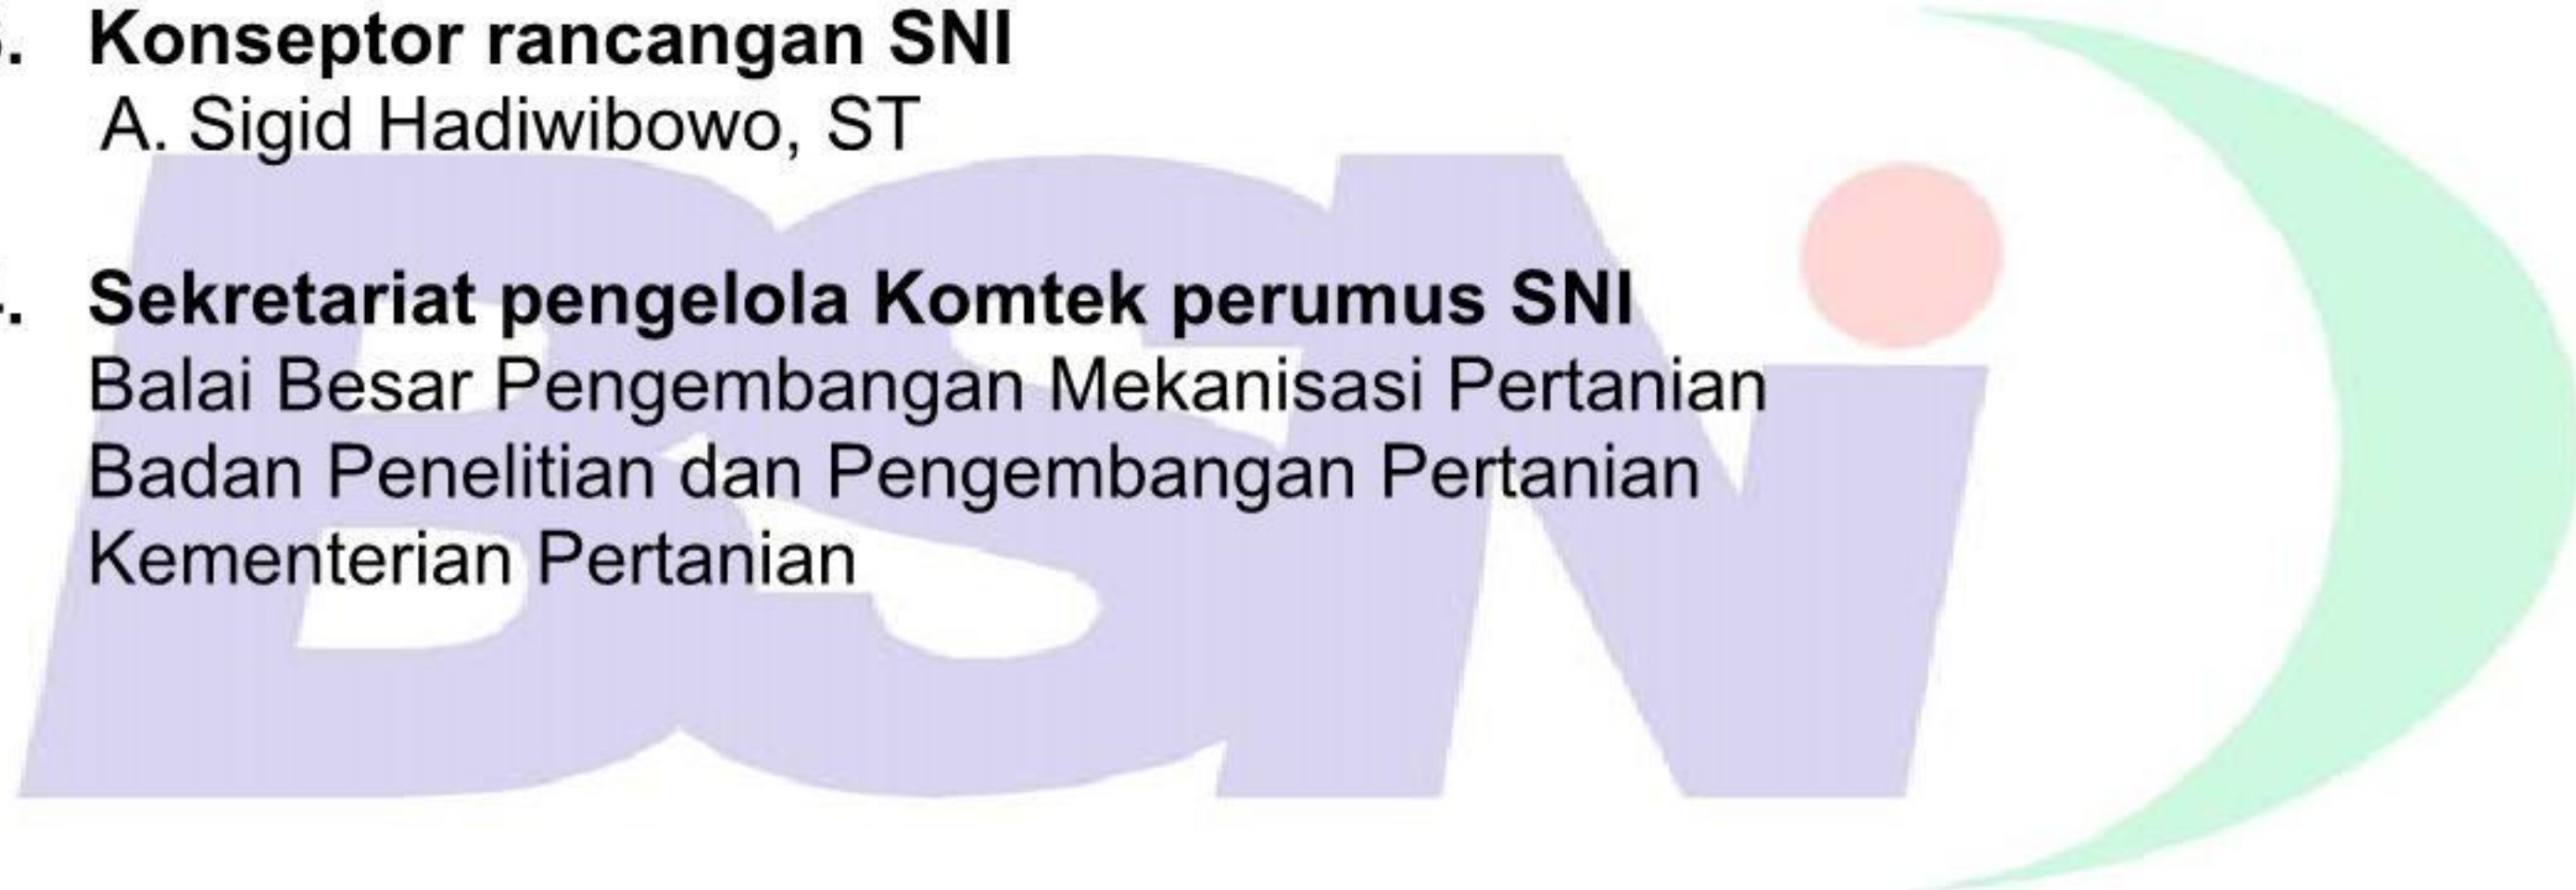 . Konseptor rancangan SNI
A. Sigid Hadiwibowo, ST
. Sekretariat pengelola Komtek perumus SNI
Balai Besar Pengembangan Mekanisasi Pertanian
Badan Penelitian dan Pengembangan Pertanian
Kementerian Pertanian
BSN